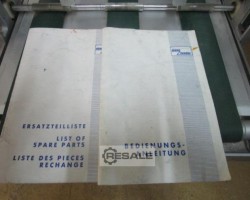 ERSATZTEILLISTE
LIST OF
SPARE PARTS
LISTE DES PIECES
RECHANGE
BEDIENUNGS-
ANLEITUNG
RESALE